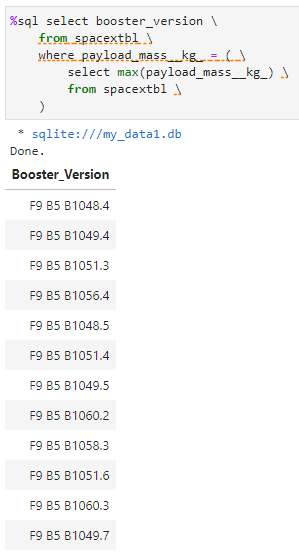 %sql select booster_version \
from spacextbl \
where payload_mass__kg_ = ( \
select max(payload_mass__kg_) \
from spacextbl \
)
* sqlite:///my_data1.db
Done.
Booster_Version
F9 B5 B1048.4
F9 B5 B1049.4
F9 B5 B1051.3
F9 B5 B1056.4
F9 B5 B1048.5
F9 B5 B1051.4
F9 B5 B1049.5
F9 B5 B1060.2
F9 B5 B1058.3
F9 B5 B1051.6
F9 B5 B1060.3
F9 B5 B1049.7